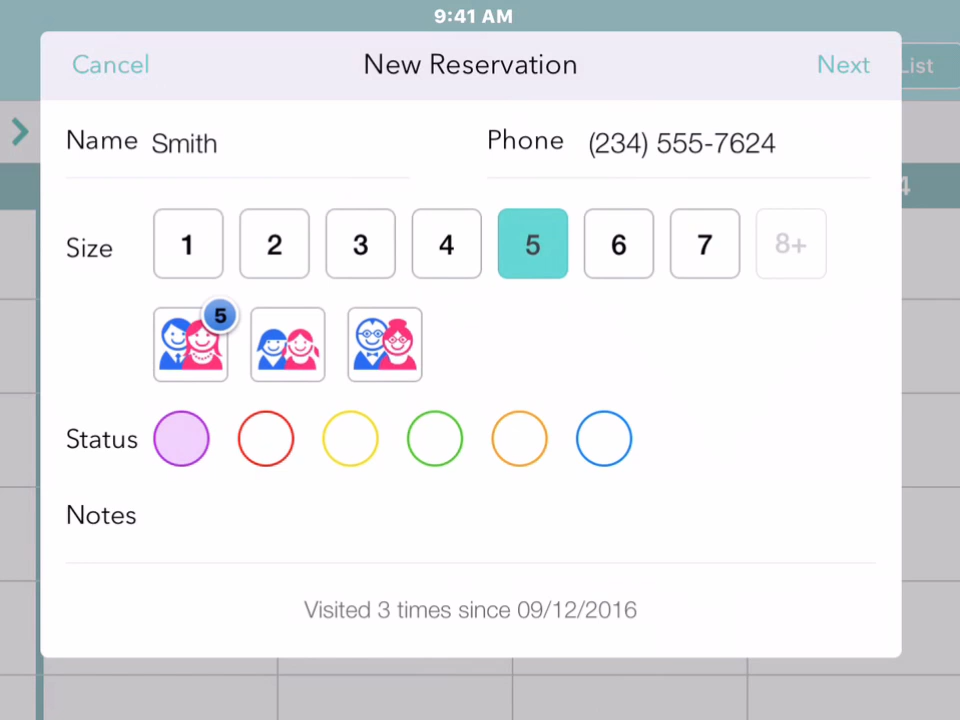 9:41 AM
Cancel New Reservation Next
List
Name Smith Phone (234) 555-7624
4
Size 1 2 3 4 5 6 7 8+
5
Status
Notes
Visited 3 times since 09/12/2016